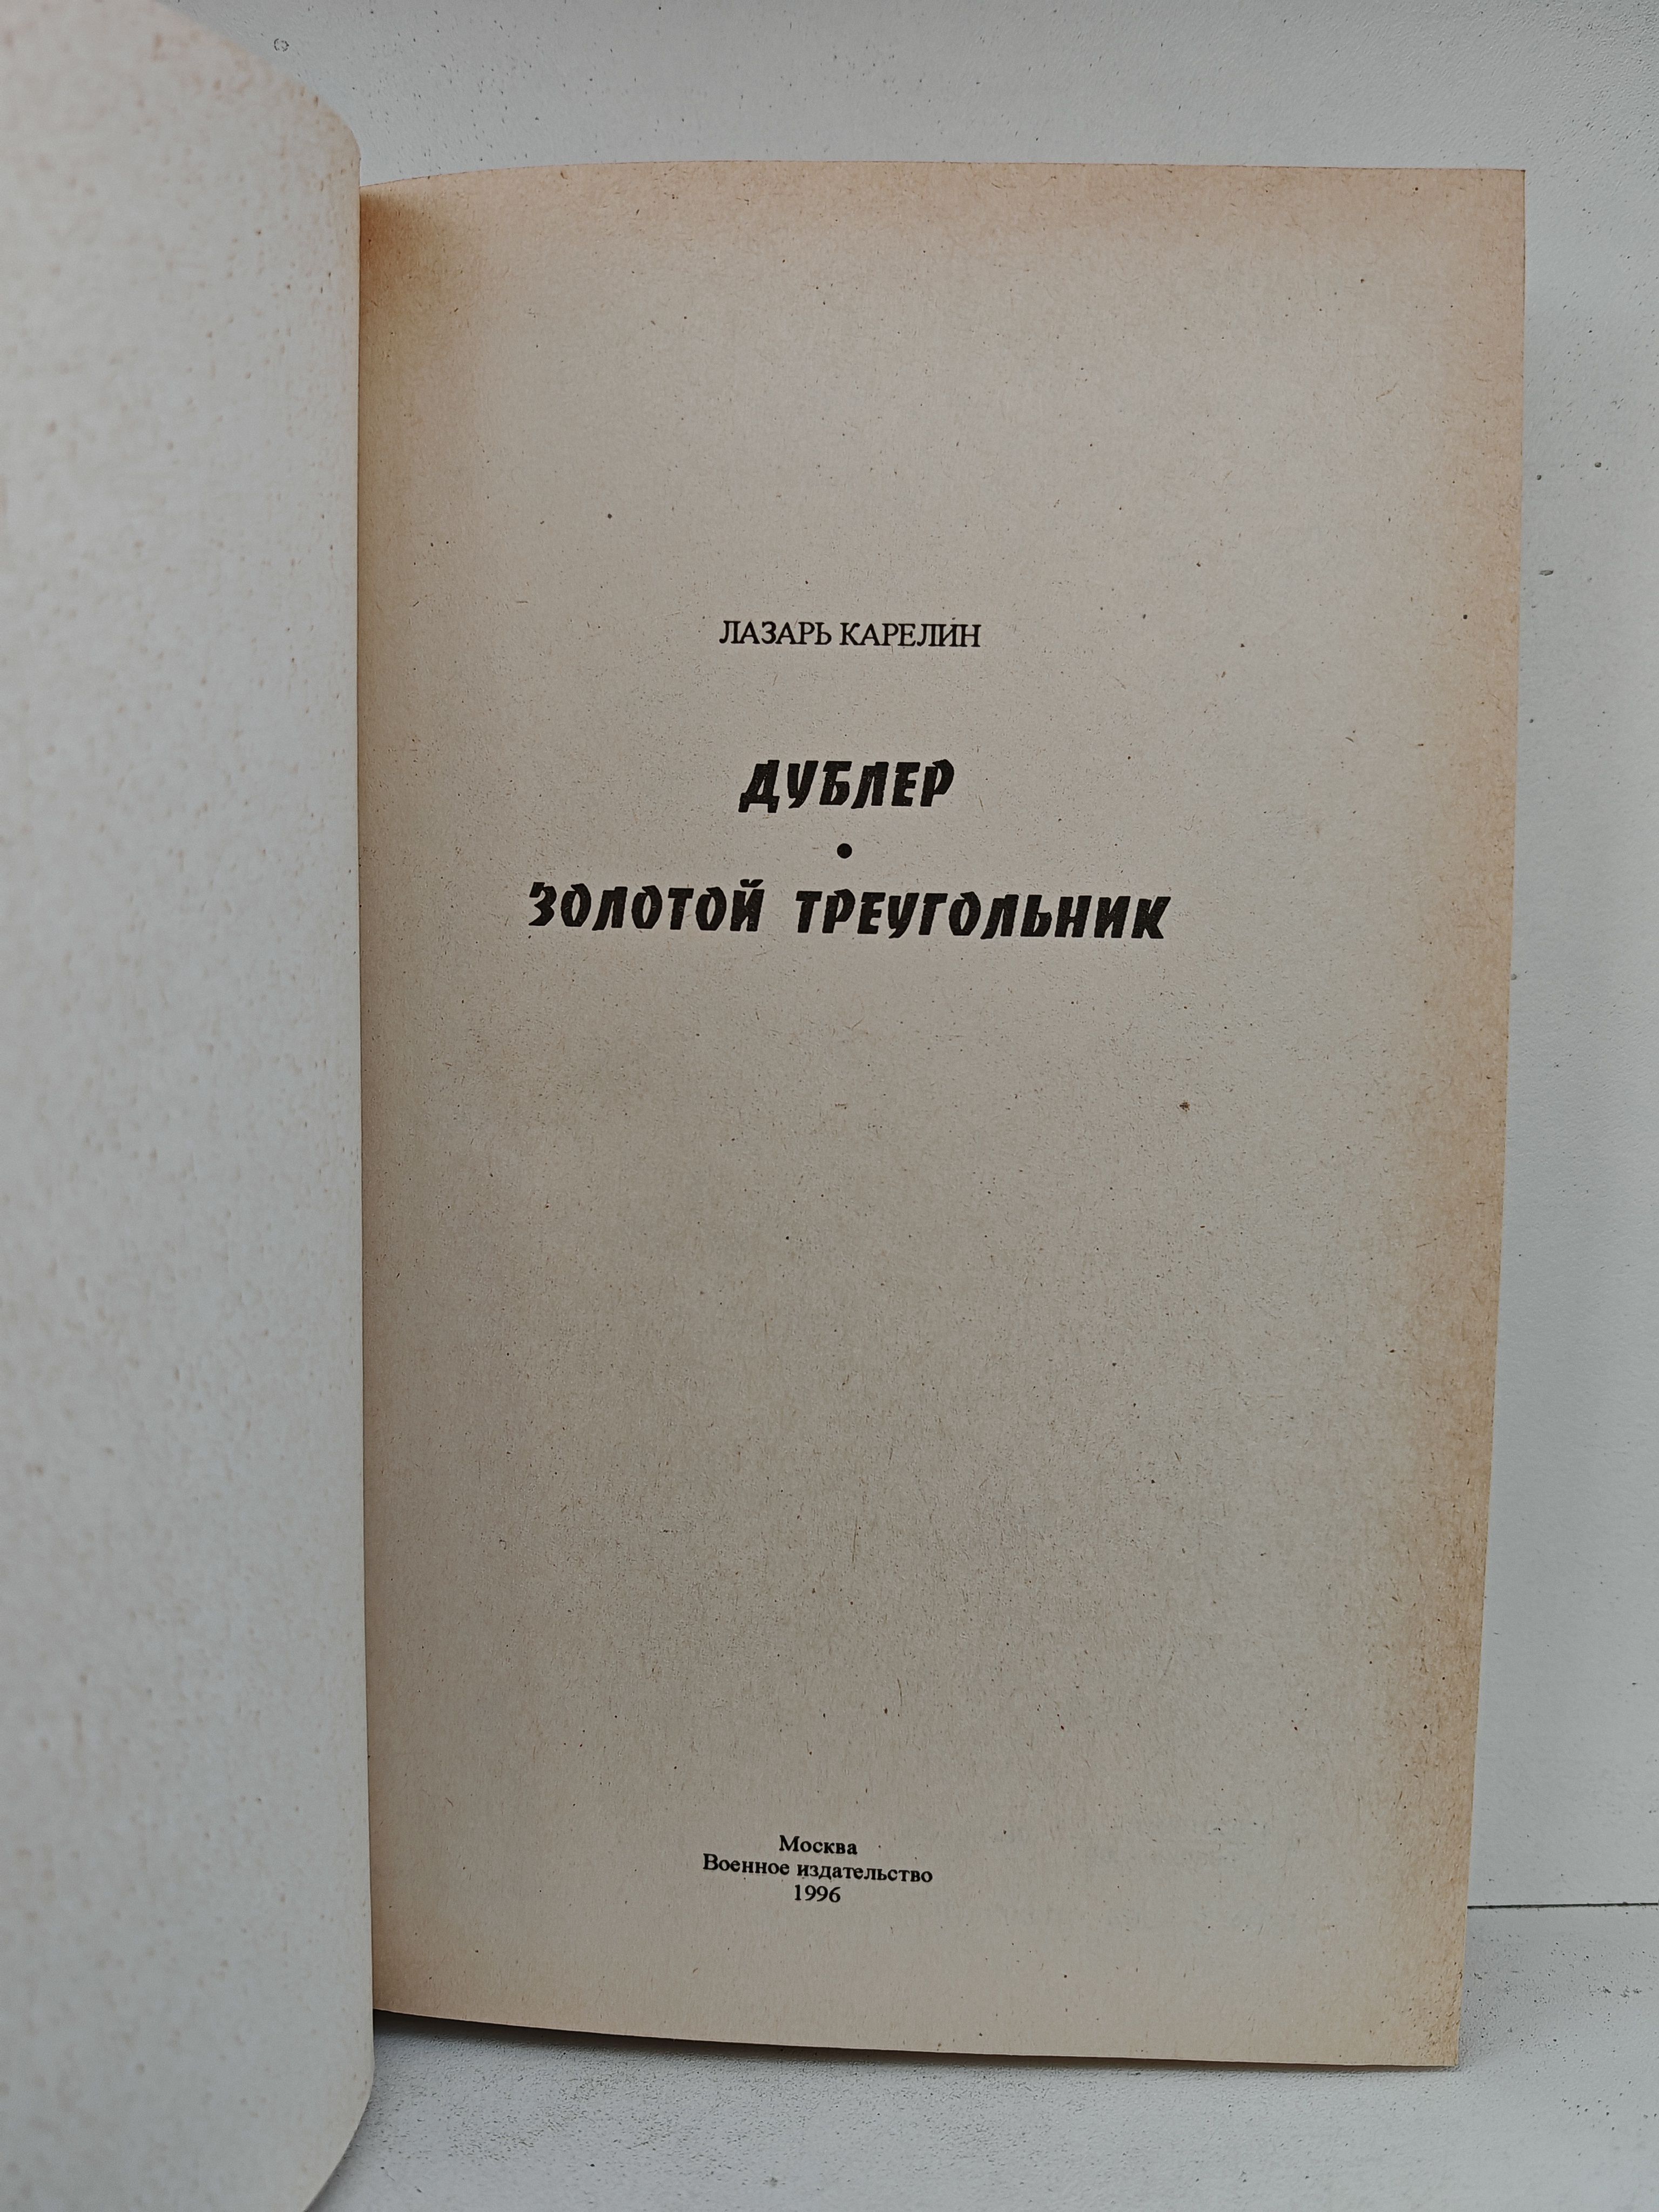 ЛАЗАРЬ КАРЕЛИН
ДУБЛЕР
•
ЗОЛОТОЙ ТРЕУГОЛЬНИК
Москва
Военное издательство
1996